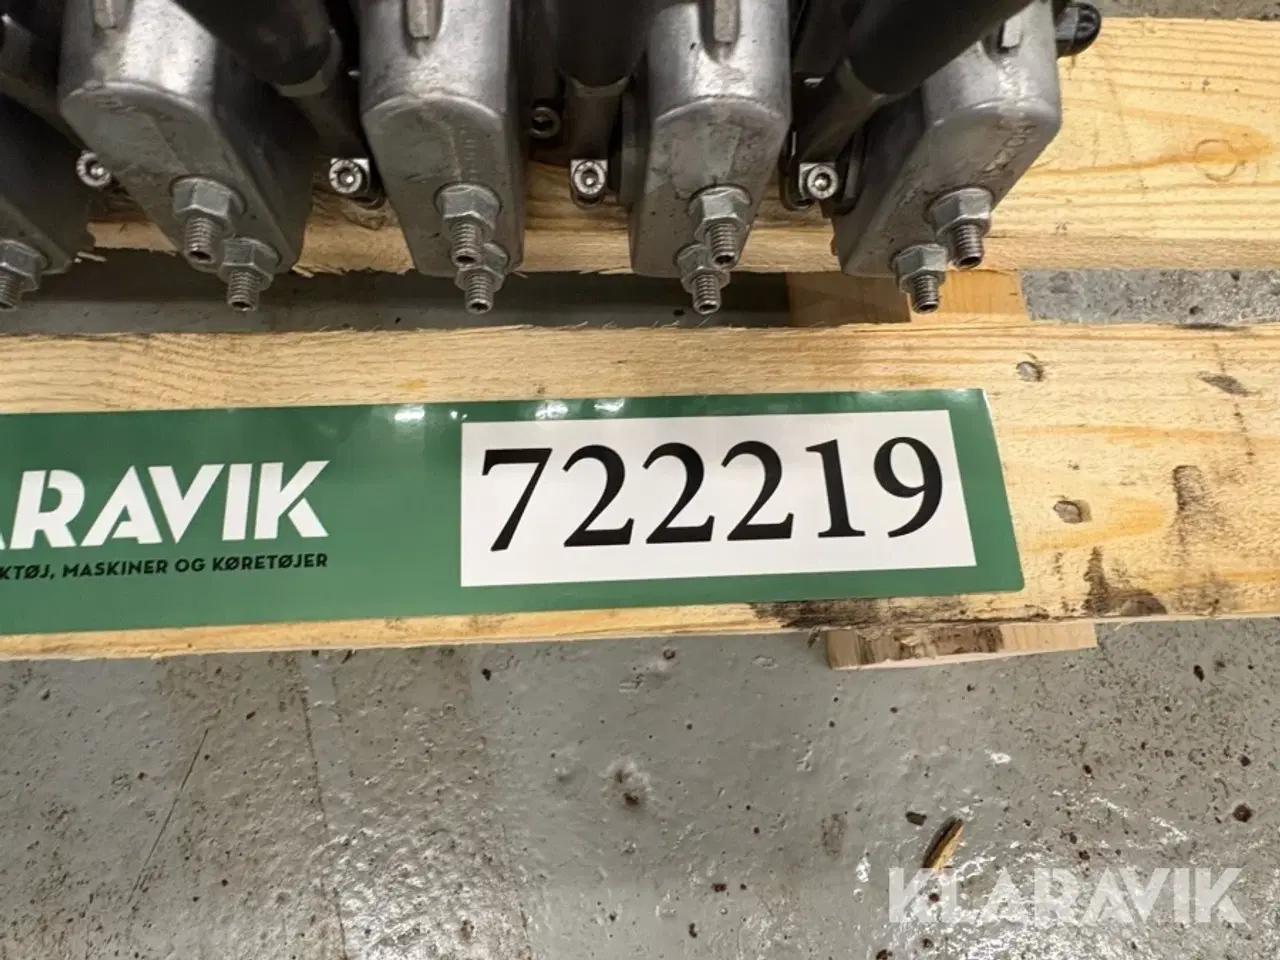 ARAVIK
KTØJ, MASKINER OG KØRETØJER
722219
KLARAVIK